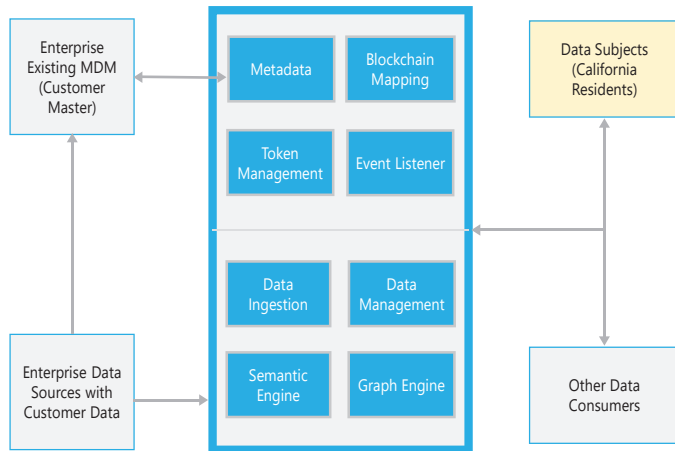 Enterprise
Existing MDM
(Customer
Master)
Metadata
Blockchain
Mapping
Data Subjects
(California
Residents)
Token
Management
Event Listener
Data
Ingestion
Data
Management
Enterprise Data
Sources with
Customer Data
Semantic
Engine
Graph Engine
Other Data
Consumers